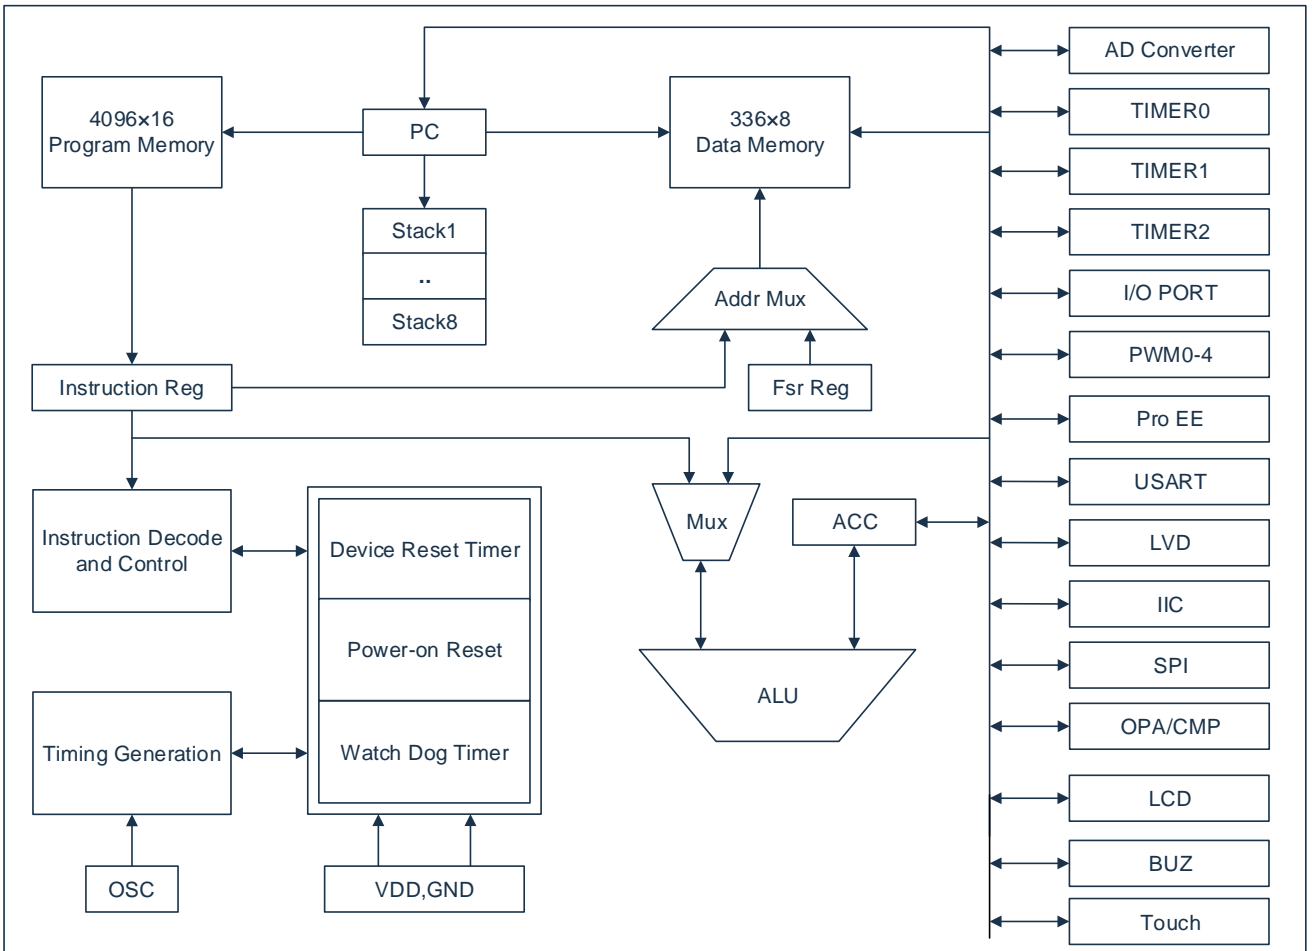 4096×16
Program Memory
PC
336×8
Data Memory
Stack1
..
Stack8
Addr Mux
Instruction Reg
Fsr Reg
Instruction Decode
and Control
Device Reset Timer
Power-on Reset
Watch Dog Timer
Mux
ACC
ALU
Timing Generation
OSC
VDD,GND
AD Converter
TIMER0
TIMER1
TIMER2
I/O PORT
PWM0-4
Pro EE
USART
LVD
IIC
SPI
OPA/CMP
LCD
BUZ
Touch